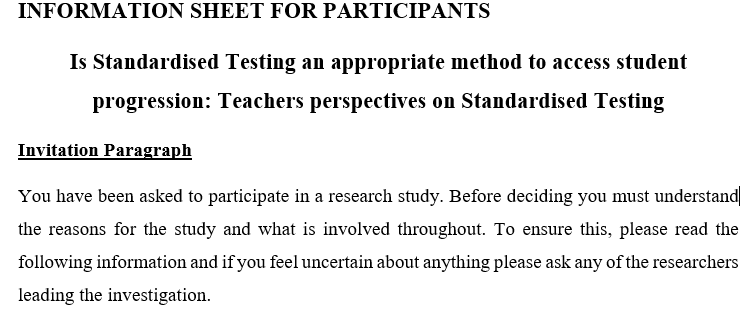 INFORMATION SHEET FOR PARTICIPANTS
Is Standardised Testing an appropriate method to access student
progression: Teachers perspectives on Standardised Testing
Invitation Paragraph
You have been asked to participate in a research study. Before deciding you must understand
the reasons for the study and what is involved throughout. To ensure this, please read the
following information and if you feel uncertain about anything please ask any of the researchers
leading the investigation.